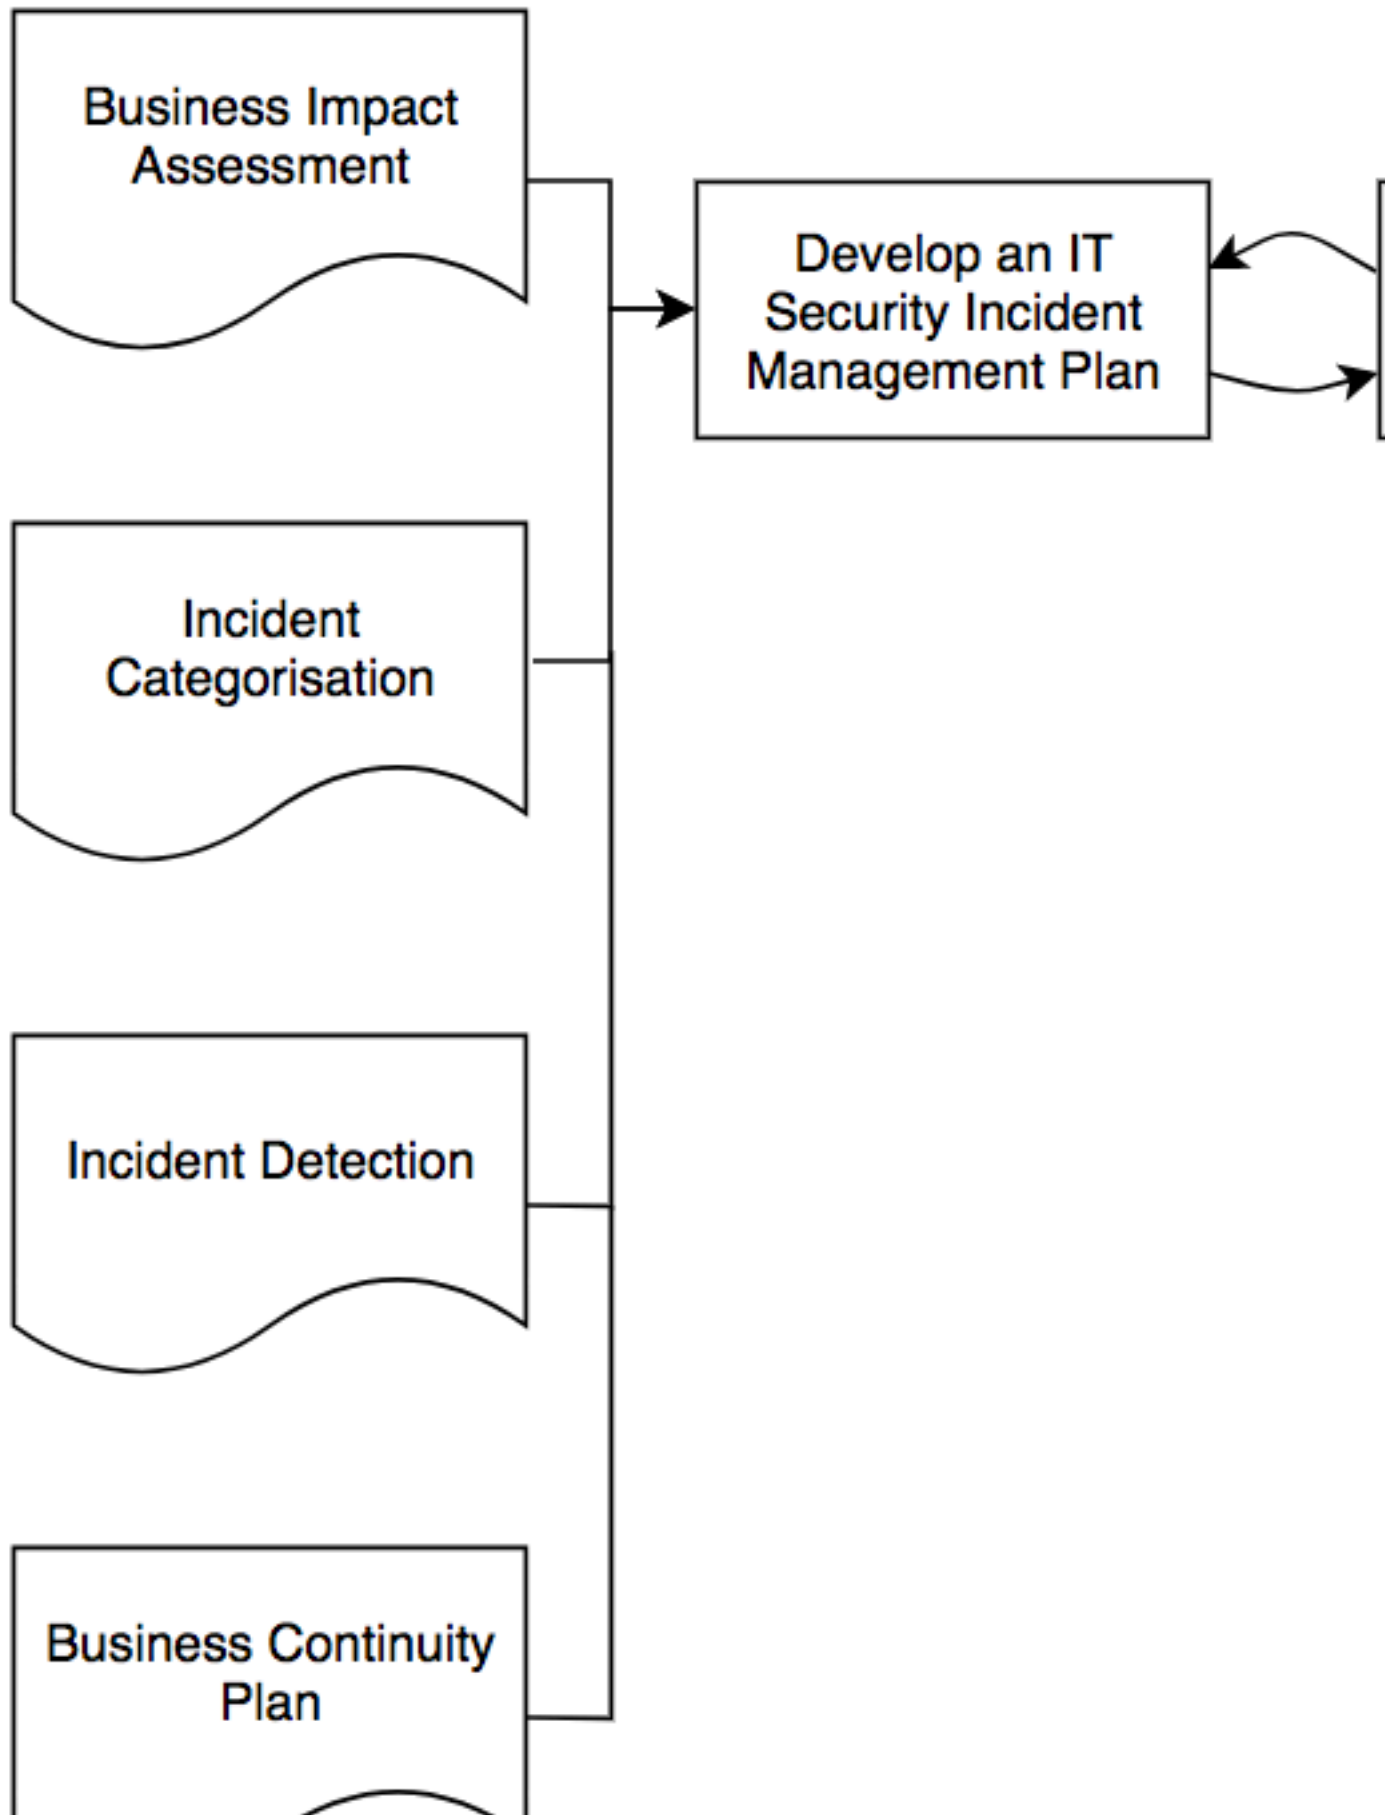 Business Impact
Assessment
Develop an IT
Security Incident
Management Plan
Incident
Categorisation
Incident Detection
Business Continuity
Plan